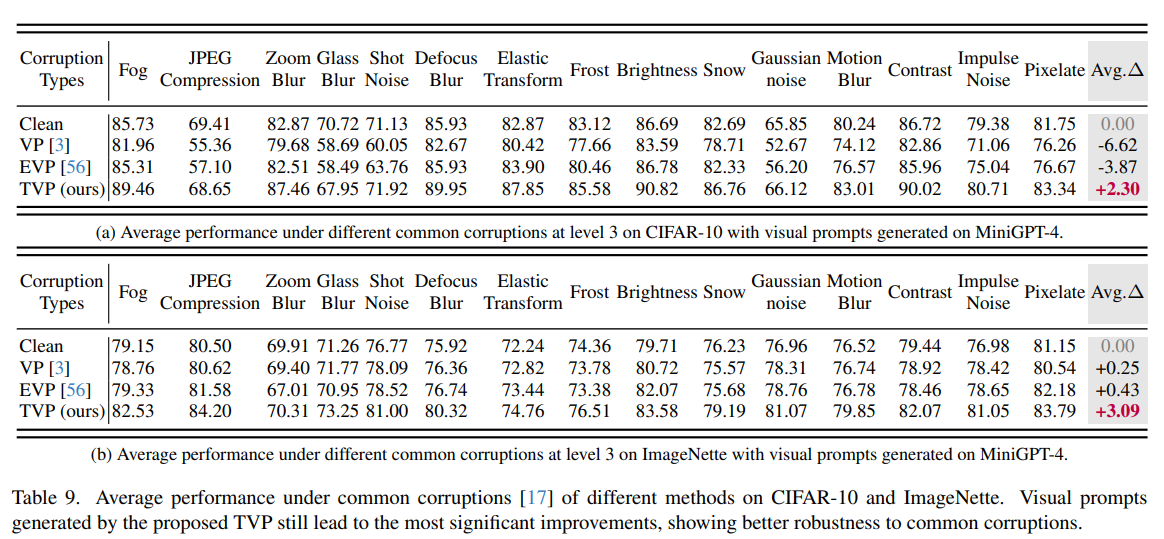 Corruption Types Fog JPEG Compression Zoom Blur Glass Blur Shot Noise Defocus Blur Elastic Transform Frost Brightness Snow Gaussian noise Motion Blur Contrast Impulse Noise Pixelate Avg.Δ
Clean 85.73 69.41 82.87 70.72 71.13 85.93 82.87 83.12 86.69 82.69 65.85 80.24 86.72 79.38 81.75 0.00
VP [3] 81.96 55.36 79.68 58.69 60.05 82.67 80.42 77.66 83.59 78.71 52.67 74.12 82.86 71.06 76.26 -6.62
EVP [56] 85.31 57.10 82.51 58.49 63.76 85.93 83.90 80.46 86.78 82.33 56.20 76.57 85.96 75.04 76.67 -3.87
TVP (ours) 89.46 68.65 87.46 67.95 71.92 89.95 87.85 85.58 90.82 86.76 66.12 83.01 90.02 80.71 83.34 +2.30
(a) Average performance under different common corruptions at level 3 on CIFAR-10 with visual prompts generated on MiniGPT-4.
Corruption Types Fog JPEG Compression Zoom Blur Glass Blur Shot Noise Defocus Blur Elastic Transform Frost Brightness Snow Gaussian noise Motion Blur Contrast Impulse Noise Pixelate Avg.Δ
Clean 79.15 80.50 69.91 71.26 76.77 75.92 72.24 74.36 79.71 76.23 76.96 76.52 79.44 76.98 81.15 0.00
VP [3] 78.76 80.62 69.40 71.77 78.09 76.36 72.82 73.78 80.72 75.57 78.31 76.74 78.92 78.42 80.54 +0.25
EVP [56] 79.33 81.58 67.01 70.95 78.52 76.74 73.44 73.38 82.07 75.68 78.76 76.78 78.46 78.65 82.18 +0.43
TVP (ours) 82.53 84.20 70.31 73.25 81.00 80.32 74.76 76.51 83.58 79.19 81.07 79.85 82.07 81.05 83.79 +3.09
(b) Average performance under different common corruptions at level 3 on ImageNette with visual prompts generated on MiniGPT-4.
Table 9. Average performance under common corruptions [17] of different methods on CIFAR-10 and ImageNette. Visual prompts
generated by the proposed TVP still lead to the most significant improvements, showing better robustness to common corruptions.